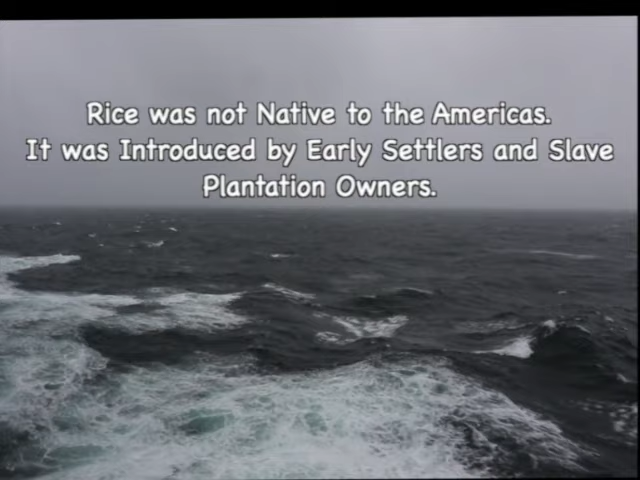 Rice was not Native to the Americas.
It was Introduced by Early Settlers and Slave
Plantation Owners.